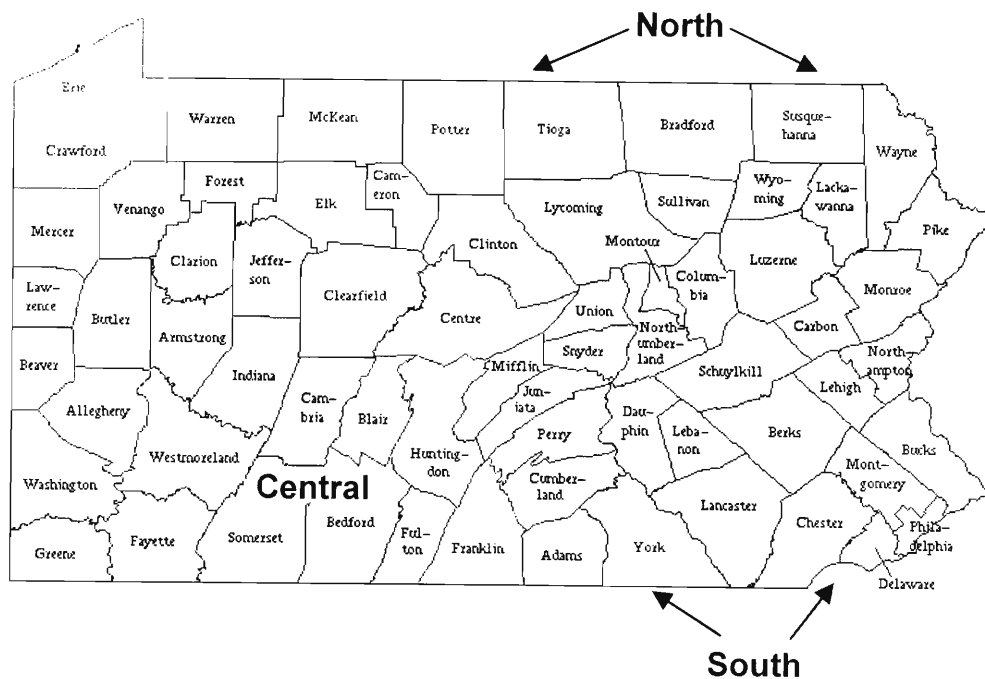 North
Erie
Warren
McKean
Potter
Tioga
Bradford
Susque-
hanna
Wayne
Crawford
Forest
Cam-
eron
Elk
Venango
Lycoming
Sullivan
Wyo-
ming
Lack-
awanna
Pike
Mercer
Clinton
Montour
Clarion
Jeffer-
son
Colum-
bia
Luzerne
Monroe
Law-
rence
Butler
Clearfield
Centre
Union
Carbon
Armstrong
North-
umber-
land
Snyder
North-
ampton
Beaver
Indiana
Mifflin
Schuylkill
Lehigh
Allegheny
Cam-
bria
Blair
Jun-
iata
Dau-
phin
Leba-
non
Berks
Bucks
Westmoreland
Hunting-
don
Perry
Mont-
gomery
Washington
Central
Cumber-
land
Lancaster
Chester
Phila-
delphia
Greene
Fayette
Somerset
Bedford
Ful-
ton
Franklin
Adams
York
Delaware
South